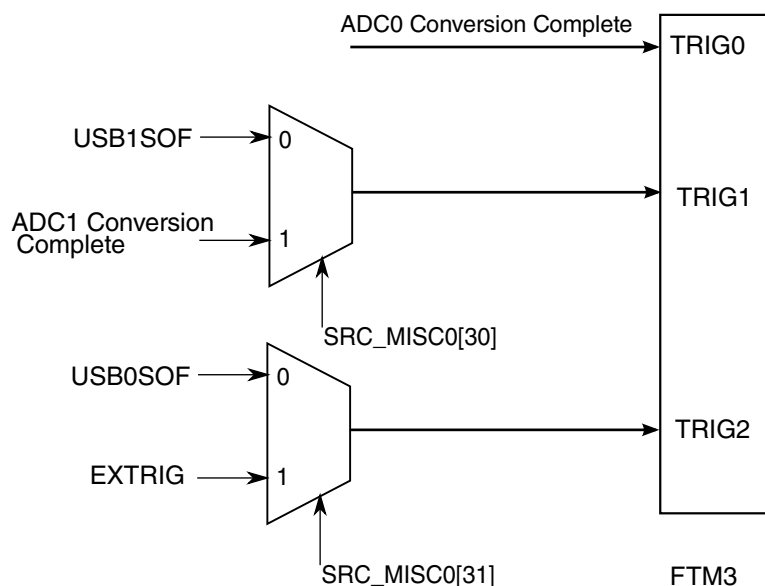 ADC0 Conversion Complete
TRIG0
USB1SOF
0
TRIG1
ADC1 Conversion
Complete
1
SRC_MISC0[30]
USB0SOF
0
TRIG2
EXTRIG
1
SRC_MISC0[31]
FTM3